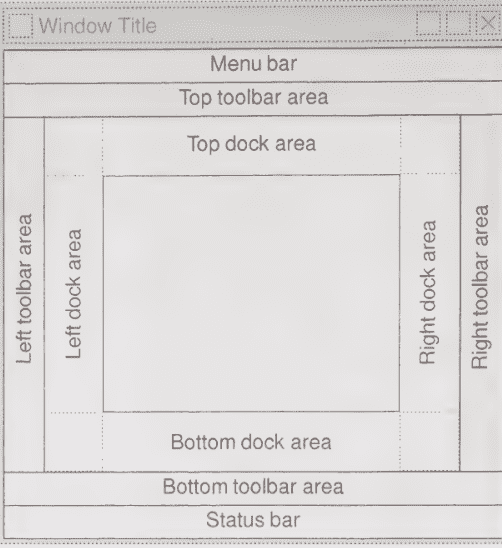 Window Title
Menu bar
Top toolbar area
Top dock area
Left toolbar area
Left dock area
Right dock area
Right toolbar area
Bottom dock area
Bottom toolbar area
Status bar